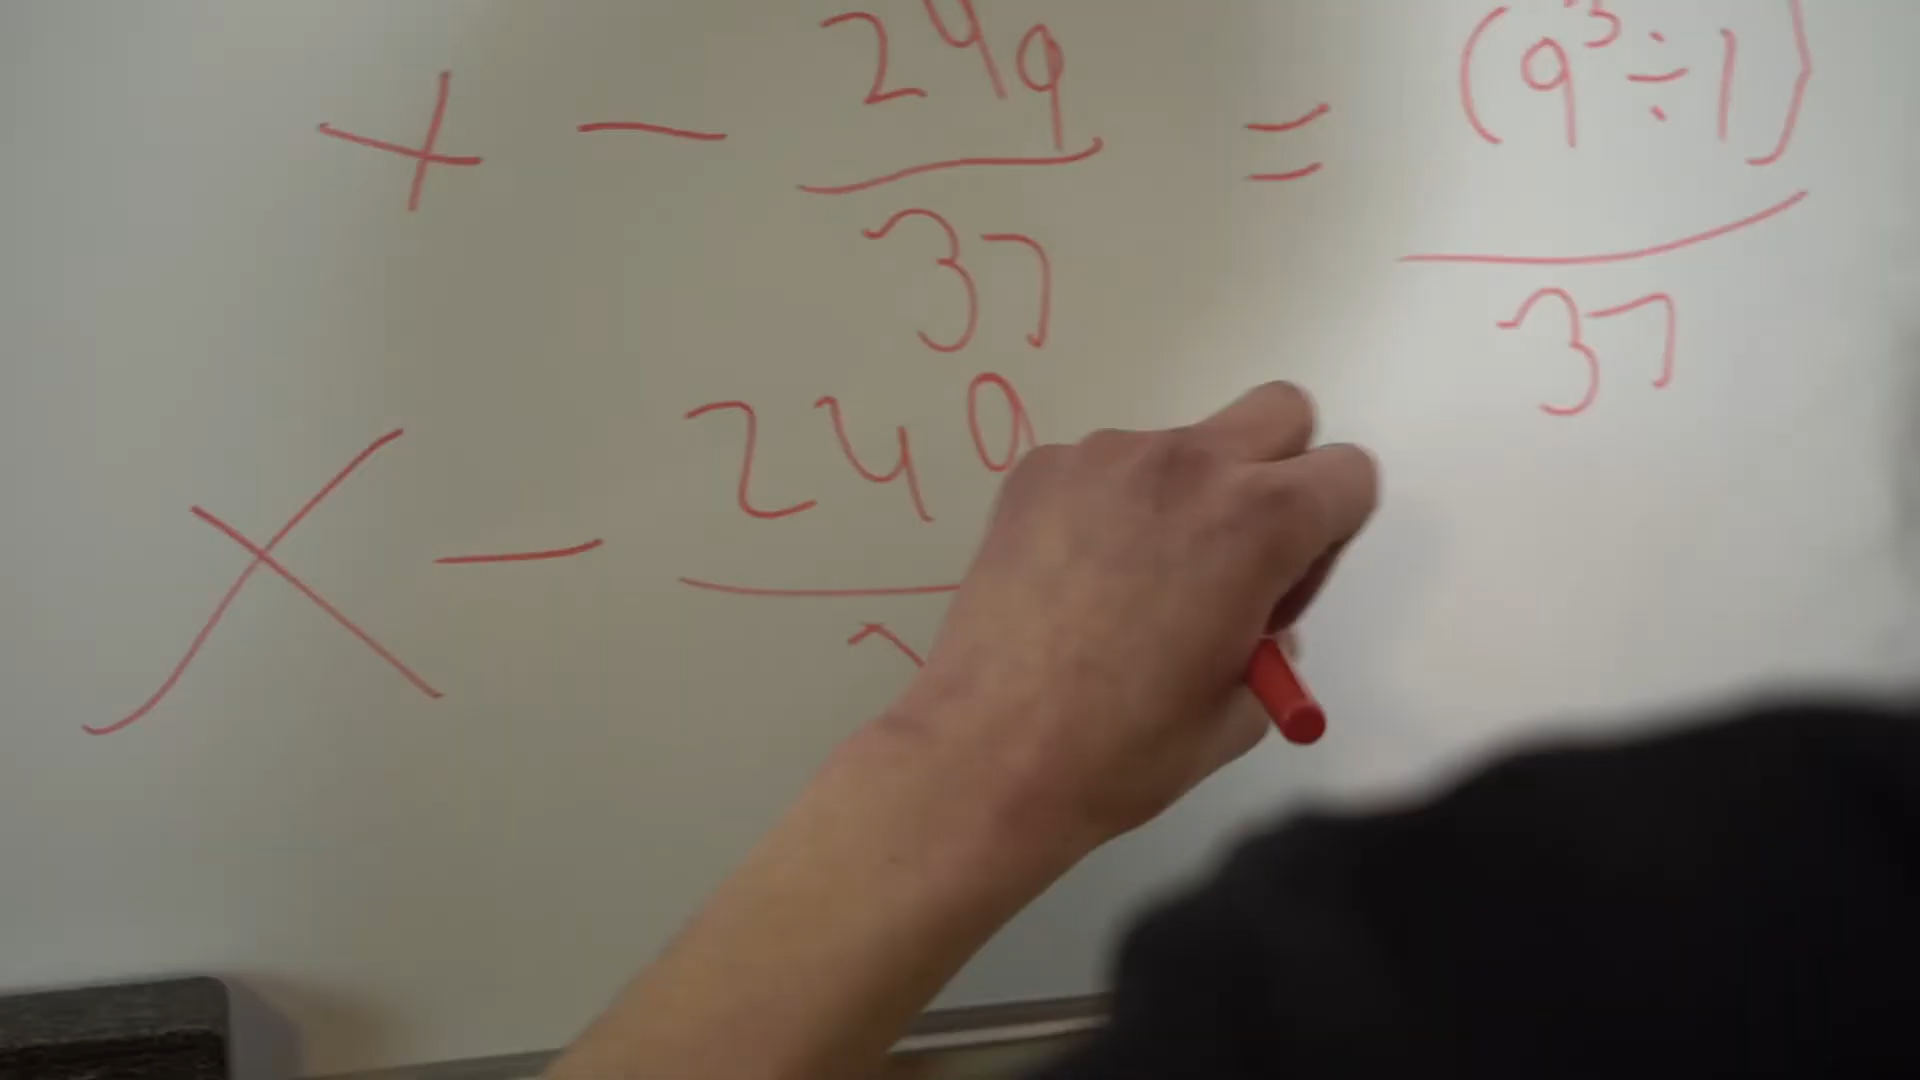 x - 249/37 = (9³ ÷ 1)/37
x - 249